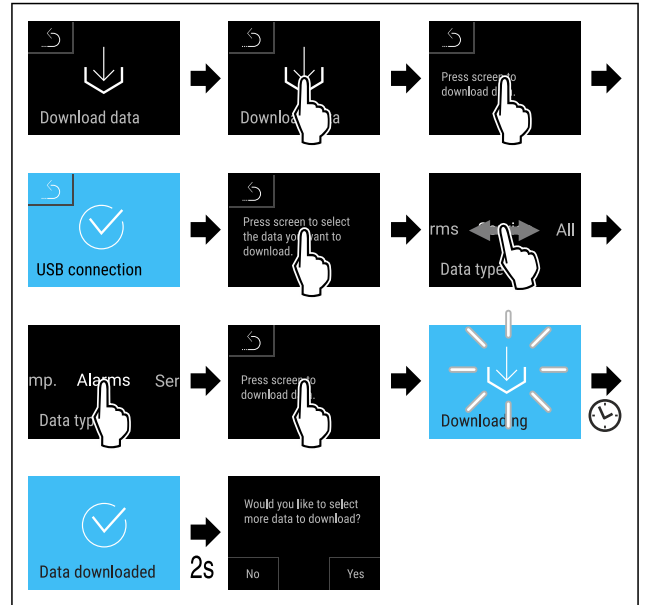 Download data
Downlo a
Press screen to
download d
USB connection
Press screen to select
the data yo want to
download.
rms
All
Data type
mp. Alarms Ser
Data typ
Press screen to
download d
Downloading
Data downloaded
2s
Would you like to select
more data to download?
No
Yes